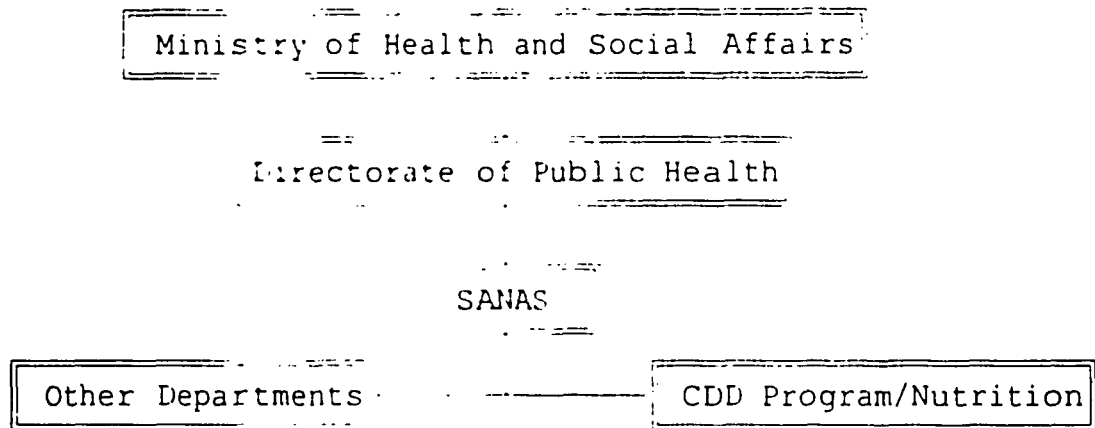 Ministry of Health and Social Affairs
Directorate of Public Health
SANAS
Other Departments
CDD Program/Nutrition